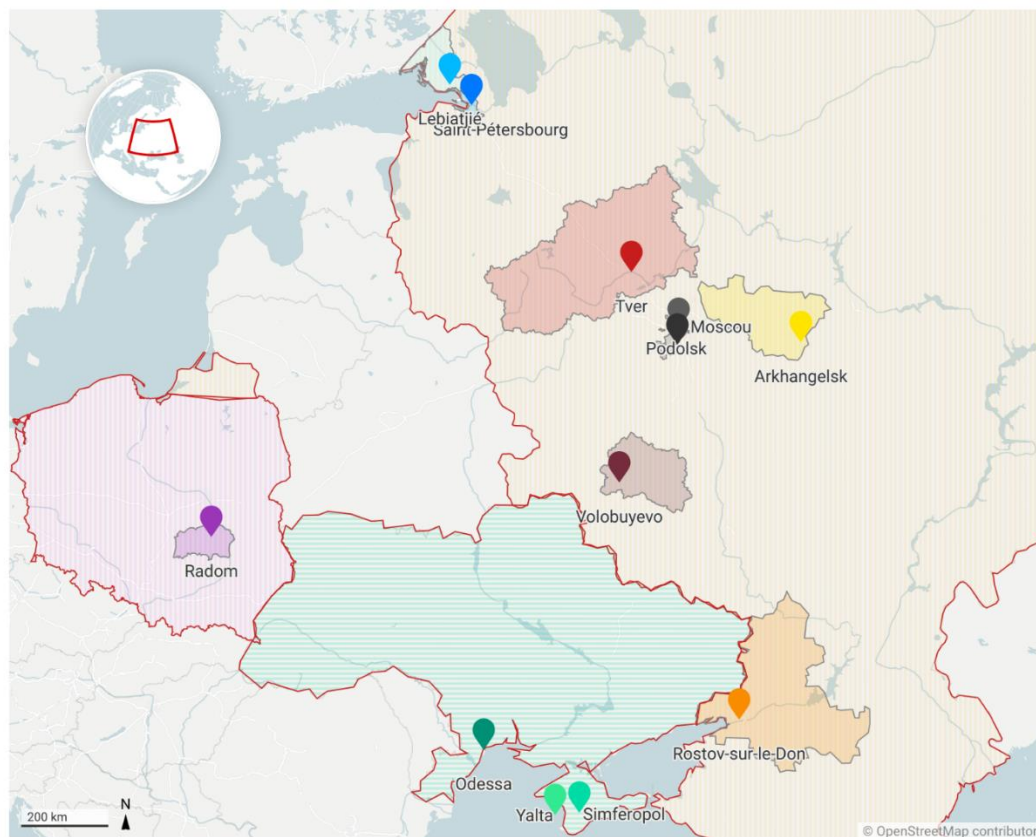 Lebiatjié
Saint-Pétersbourg
Tver
Moscou
Podolsk
Arkhangelsk
Volobuyevo
Radom
Rostov-sur-le-Don
Odessa
Yalta
Simferopol
200 km
N
© OpenStreetMap contributor